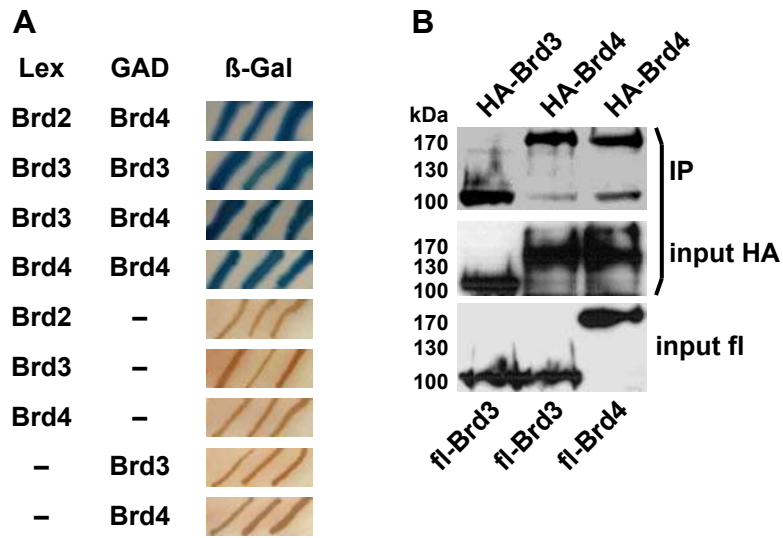 A
Lex GAD ß-Gal
Brd2 Brd4
Brd3 Brd3
Brd3 Brd4
Brd4 Brd4
Brd2 –
Brd3 –
Brd4 –
– Brd3
– Brd4
B
HA-Brd3 HA-Brd4 HA-Brd4
kDa
170
130
100
IP
170
130
100
input HA
170
130
100
input fl
fl-Brd3 fl-Brd3 fl-Brd4